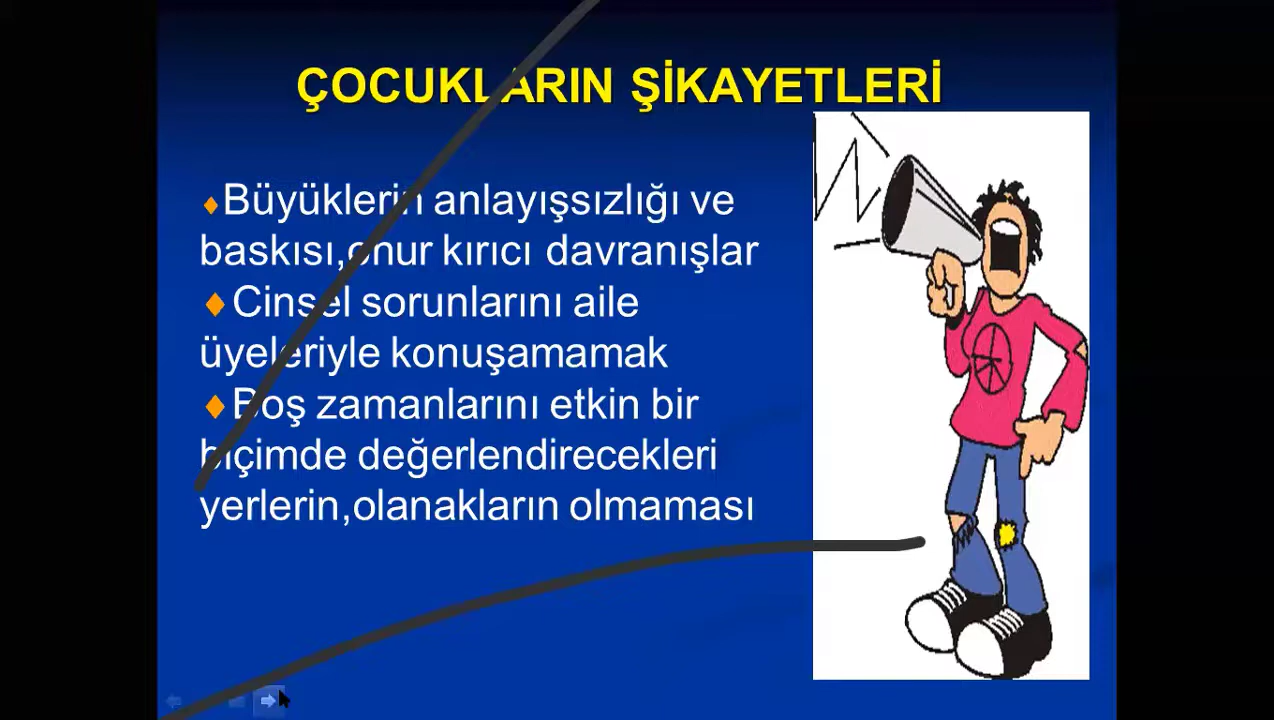 ÇOCUKLARIN ŞİKAYETLERİ
Büyüklerin anlayışsızlığı ve
baskısı,onur kırıcı davranışlar
Cinsel sorunlarını aile
üyeleriyle konuşamamak
Boş zamanlarını etkin bir
biçimde değerlendirecekleri
yerlerin,olanakların olmaması